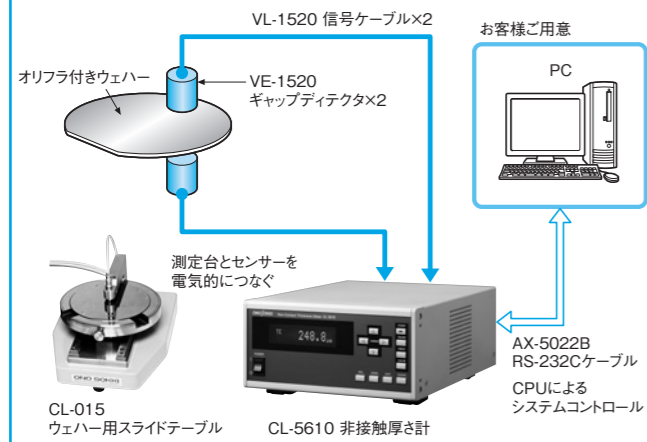 VL-1520 信号ケーブル×2
お客様ご用意
PC
オリフラ付きウェハー
VE-1520
ギャップディテクタ×2
測定台とセンサーを
電気的につなぐ
ONO SOKKI
248.8
AX-5022B
RS-232Cケーブル
CPUによる
システムコントロール
ONO SOKKI
CL-015
ウェハー用スライドテーブル
CL-5610 非接触厚さ計